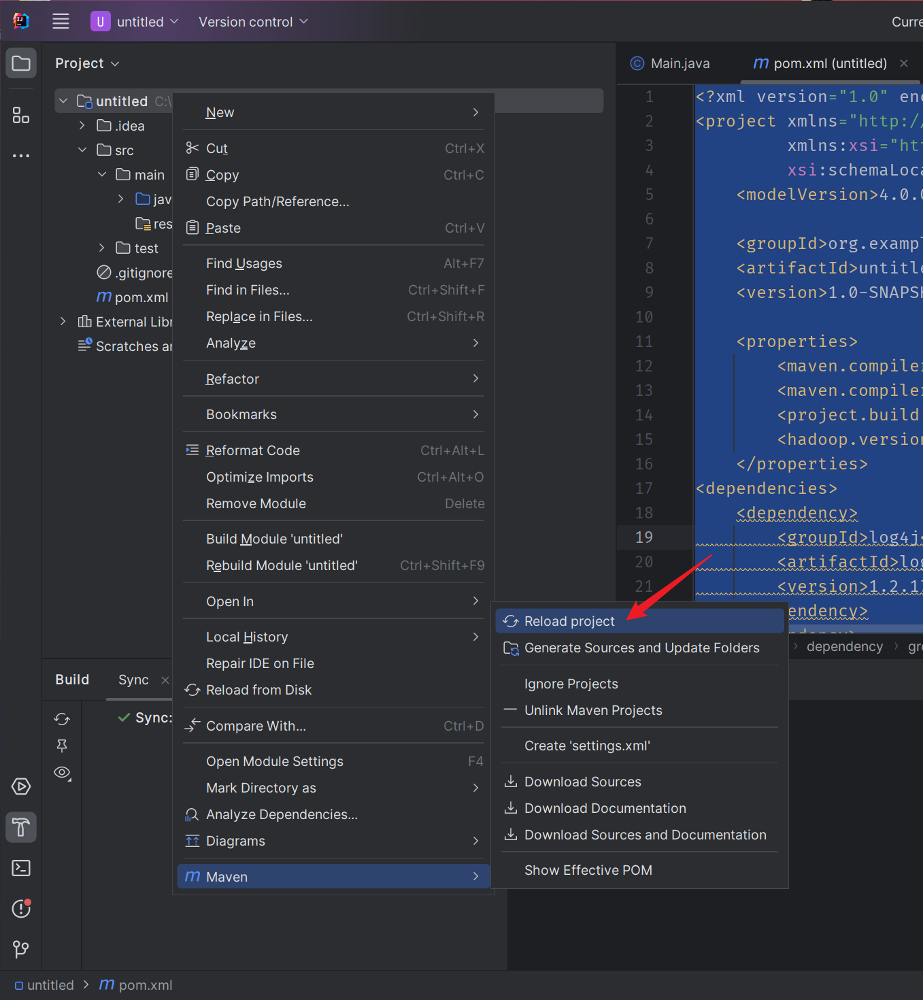 U untitled Version control Curre
Project
untitled C:\
.idea
src
main
jav
res
test
.gitignore
pom.xml
External Libr
Scratches ar
New
Cut Ctrl+X
Copy Ctrl+C
Copy Path/Reference...
Paste Ctrl+V
Find Usages Alt+F7
Find in Files... Ctrl+Shift+F
Replace in Files... Ctrl+Shift+R
Analyze
Refactor
Bookmarks
Reformat Code Ctrl+Alt+L
Optimize Imports Ctrl+Alt+O
Remove Module Delete
Build Module 'untitled'
Rebuild Module 'untitled' Ctrl+Shift+F9
Open In
Local History
Repair IDE on File
Reload from Disk
Compare With... Ctrl+D
Open Module Settings F4
Mark Directory as
Analyze Dependencies...
Diagrams
m Maven
Reload project
Generate Sources and Update Folders
Ignore Projects
Unlink Maven Projects
Create 'settings.xml'
Download Sources
Download Documentation
Download Sources and Documentation
Show Effective POM
Main.java m pom.xml (untitled)
1 <?xml version="1.0" enc
2 <project xmlns="http:/
3 xmlns:xsi="ht
4 xsi:schemaLoca
5 <modelVersion>4.0.0
6
7 <groupId>org.exampl
8 <artifactId>untitle
9 <version>1.0-SNAPSH
10
11 <properties>
12 <maven.compiler
13 <maven.compiler
14 <project.build
15 <hadoop.version
16 </properties>
17 <dependencies>
18 <dependency>
19 <groupId>log4j<
20 <artifactId>log
21 <version>1.2.17
endency>
dependency gr
Build Sync
Sync:
untitled m pom.xml